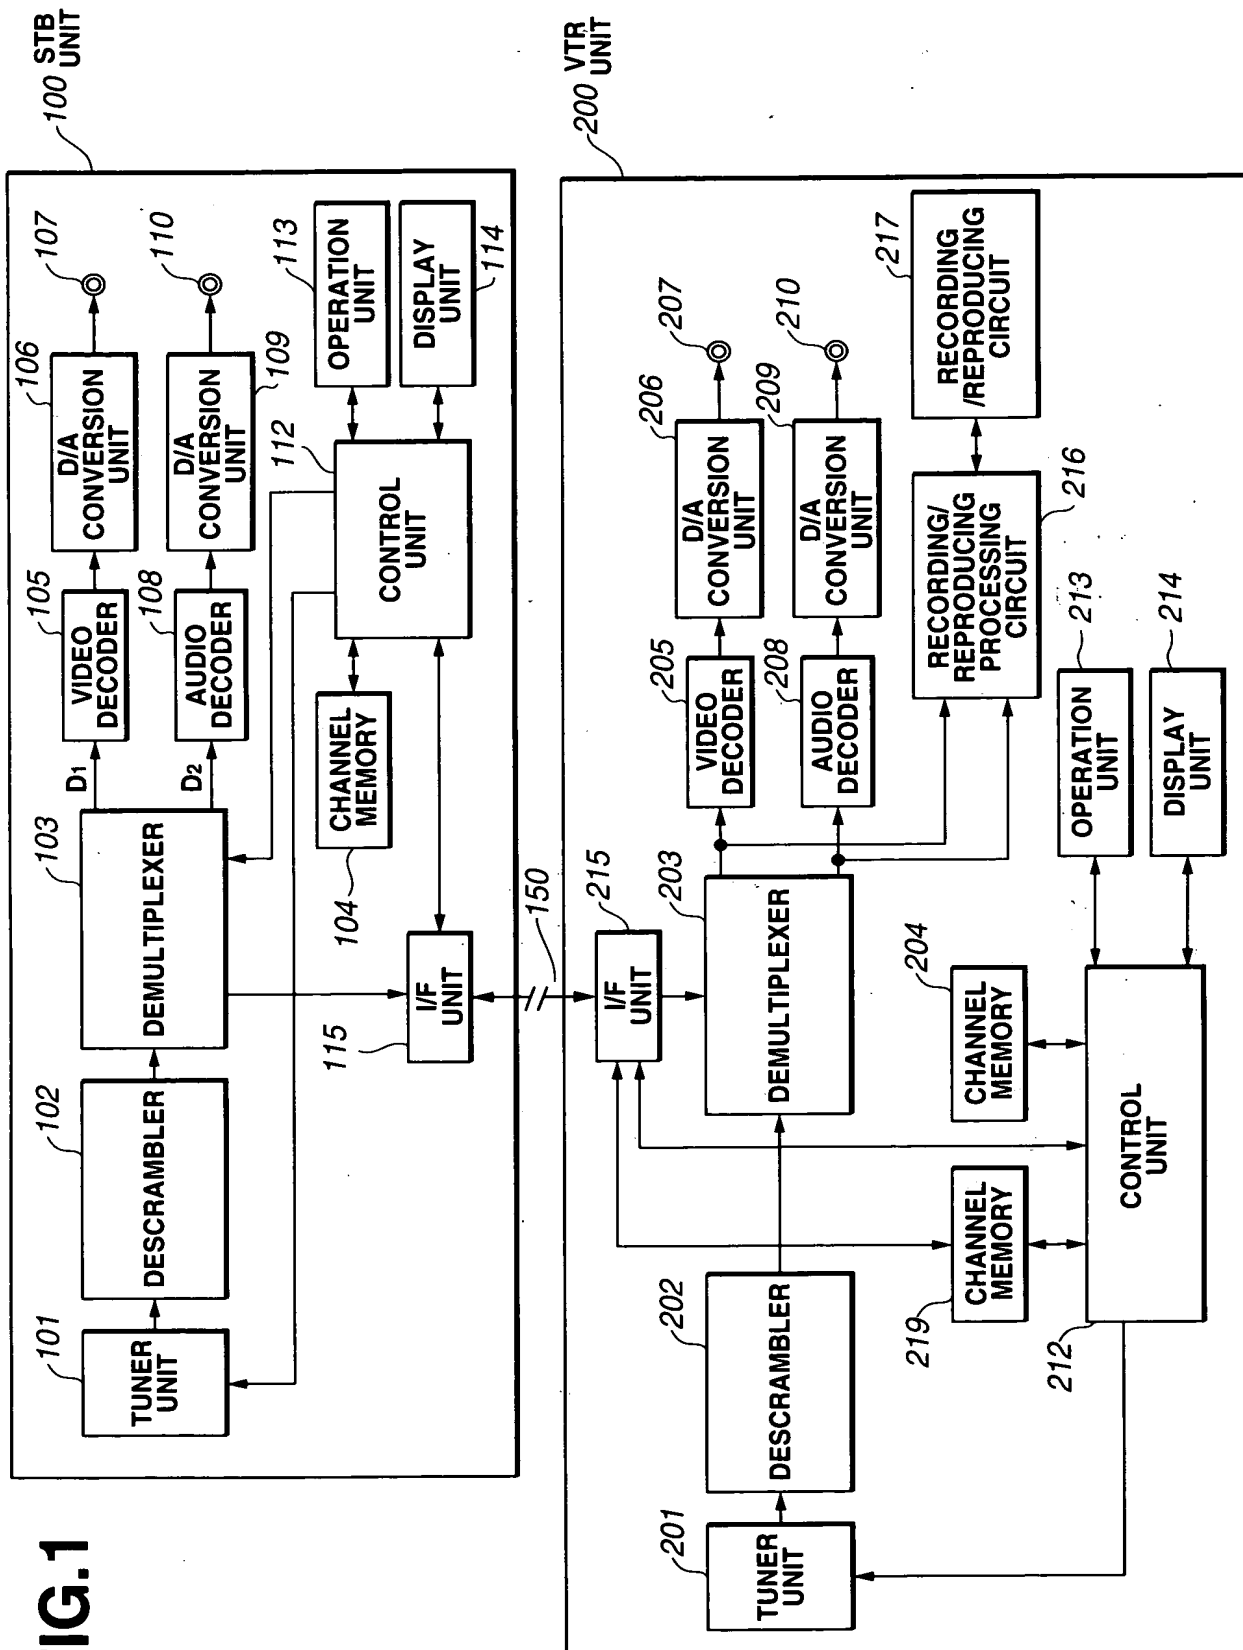 IG.1
100 STB
UNIT
101
TUNER
UNIT
102
DESCRAMBLER
103
DEMULTIPLEXER
D1
D2
105
VIDEO
DECODER
106
D/A
CONVERSION
UNIT
107
108
AUDIO
DECODER
109
D/A
CONVERSION
UNIT
110
104
CHANNEL
MEMORY
112
CONTROL
UNIT
113
OPERATION
UNIT
114
DISPLAY
UNIT
115
I/F
UNIT
150
200 VTR
UNIT
201
TUNER
UNIT
202
DESCRAMBLER
215
I/F
UNIT
203
DEMULTIPLEXER
205
VIDEO
DECODER
206
D/A
CONVERSION
UNIT
207
208
AUDIO
DECODER
209
D/A
CONVERSION
UNIT
210
217
RECORDING
/REPRODUCING
CIRCUIT
216
RECORDING/
REPRODUCING
PROCESSING
CIRCUIT
219
CHANNEL
MEMORY
204
CHANNEL
MEMORY
212
CONTROL
UNIT
213
OPERATION
UNIT
214
DISPLAY
UNIT